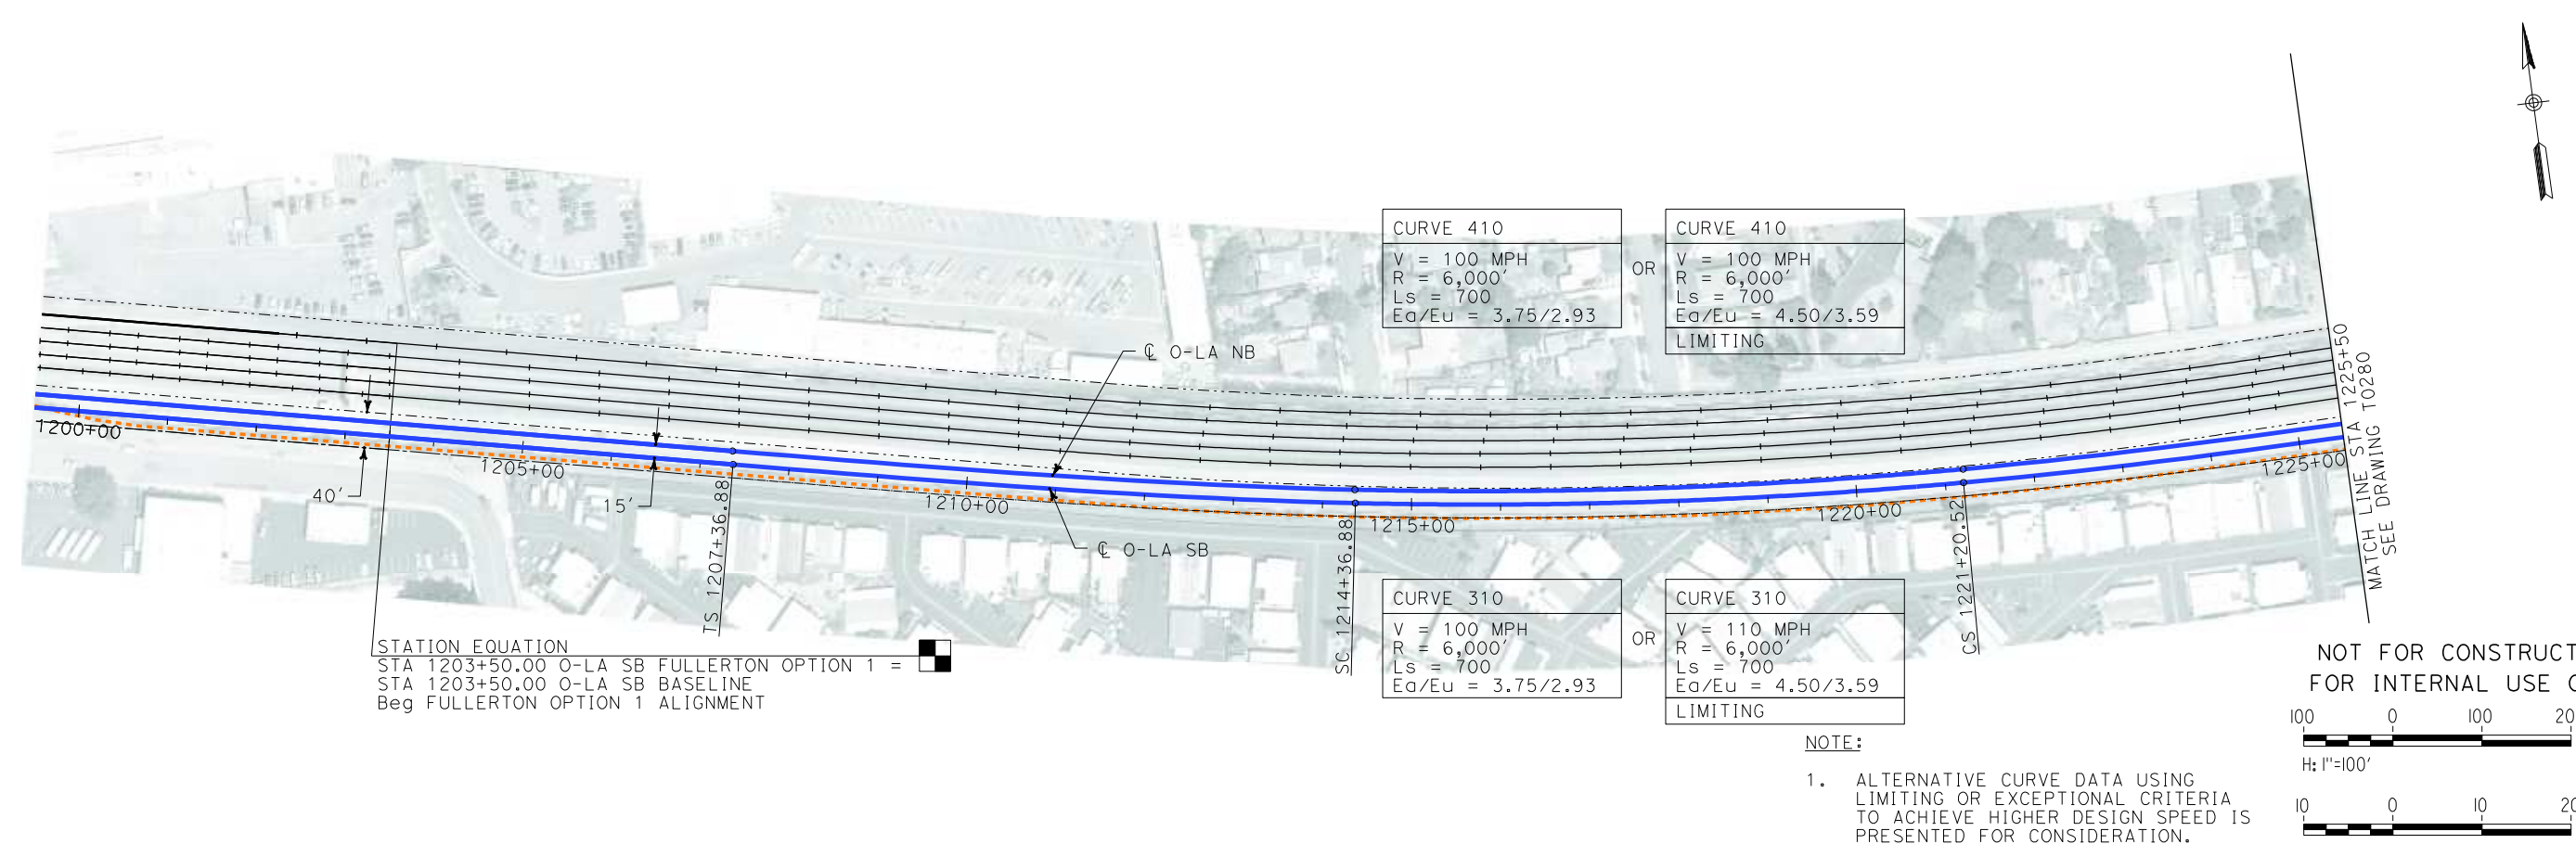 CURVE 410
V = 100 MPH
R = 6,000'
Ls = 700
Ea/Eu = 3.75/2.93
OR
CURVE 410
V = 100 MPH
R = 6,000'
Ls = 700
Ea/Eu = 4.50/3.59
LIMITING
℄ O-LA NB
℄ O-LA SB
1200+00
1205+00
1210+00
1215+00
1220+00
1225+00
40'
15'
TS 1207+36.88
SC 1214+36.88
CS 1221+20.52
MATCH LINE STA 1225+50
SEE DRAWING T0280
STATION EQUATION
STA 1203+50.00 O-LA SB FULLERTON OPTION 1 =
STA 1203+50.00 O-LA SB BASELINE
Beg FULLERTON OPTION 1 ALIGNMENT
CURVE 310
V = 100 MPH
R = 6,000'
Ls = 700
Ea/Eu = 3.75/2.93
OR
CURVE 310
V = 110 MPH
R = 6,000'
Ls = 700
Ea/Eu = 4.50/3.59
LIMITING
NOTE:
1. ALTERNATIVE CURVE DATA USING
LIMITING OR EXCEPTIONAL CRITERIA
TO ACHIEVE HIGHER DESIGN SPEED IS
PRESENTED FOR CONSIDERATION.
NOT FOR CONSTRUCT
FOR INTERNAL USE
100 0 100 20
H: 1"=100'
10 0 10 20